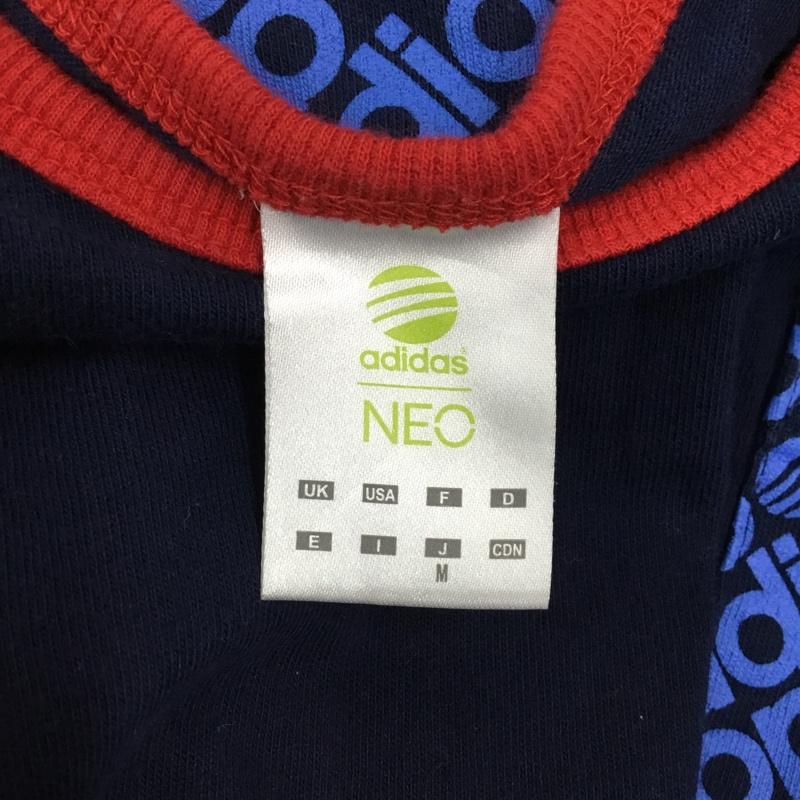 adidas
NEO
UK USA F D
E I J CDN
M